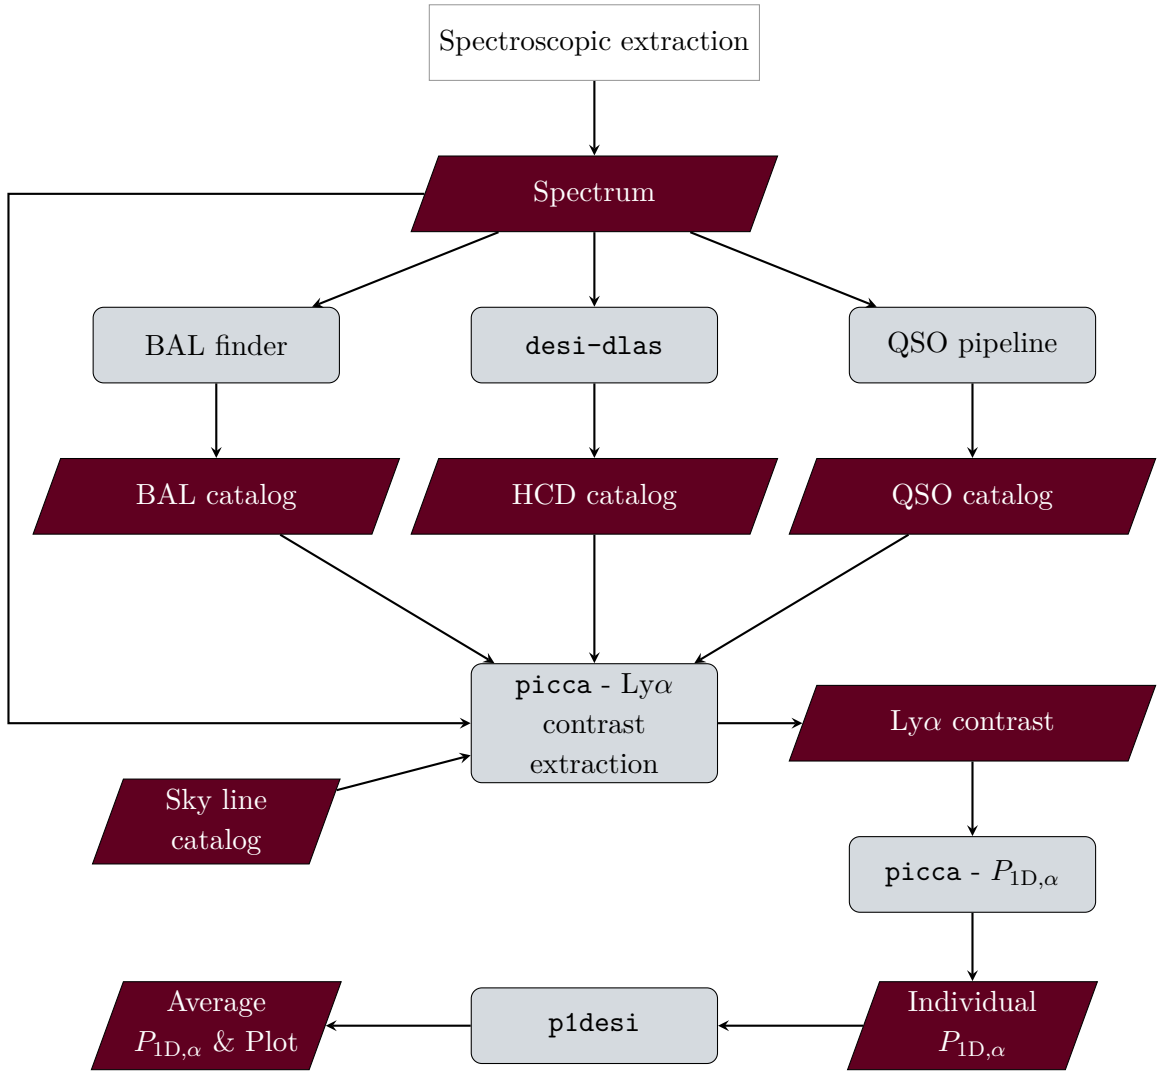 Spectroscopic extraction
Spectrum
BAL finder
desi-dlas
QSO pipeline
BAL catalog
HCD catalog
QSO catalog
picca - Lyα
contrast
extraction
Lyα contrast
Sky line
catalog
picca - P1D,α
Average
P1D,α & Plot
p1desi
Individual
P1D,α